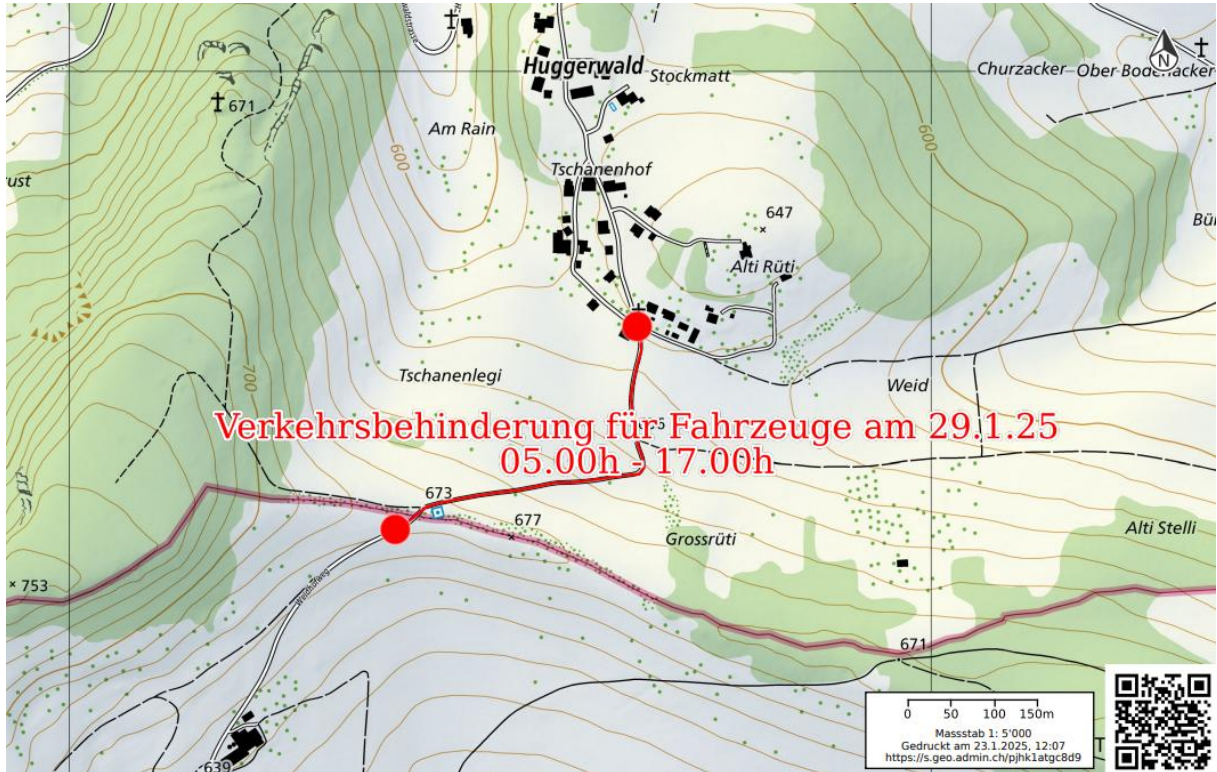 Huggerwald
Stockmatt
Churzacker
Ober Bodenacker
671
Am Rain
600
600
ust
Tschanenhof
647
Alti Rüti
700
Tschanenlegi
Weid
Verkehrsbehinderung für Fahrzeuge am 29.1.25
05.00h - 17.00h
673
677
Grossrüti
Alti Stelli
753
671
639
N
0 50 100 150m
Massstab 1: 5'000
Gedruckt am 23.1.2025, 12:07
https://s.geo.admin.ch/pjhk1atgc8d9